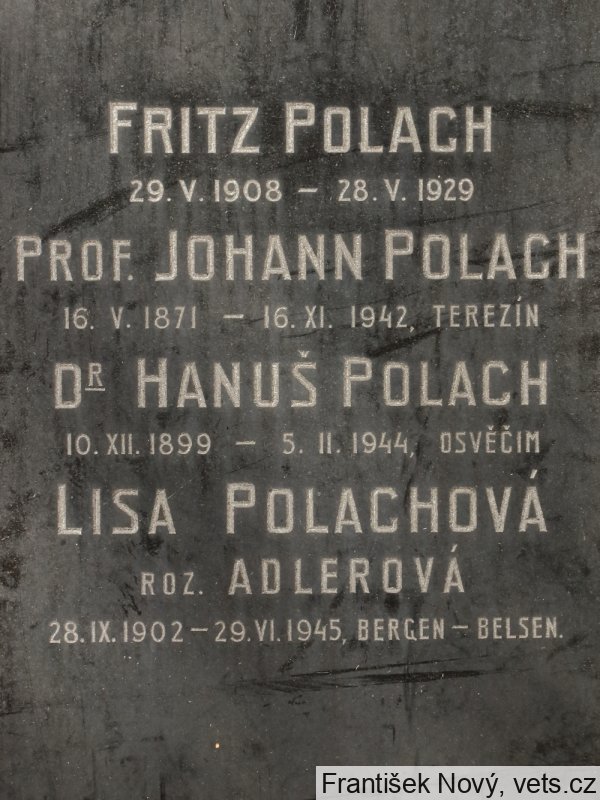 FRITZ POLACH
29. V. 1908 – 28. V. 1929
PROF. JOHANN POLACH
16. V. 1871 – 16. XI. 1942, TEREZÍN
DR HANUŠ POLACH
10. XII. 1899 – 5. II. 1944, OSVĚČIM
LISA POLACHOVÁ
ROZ. ADLEROVÁ
28. IX. 1902 – 29. VI. 1945, BERGEN – BELSEN.
František Nový, vets.cz